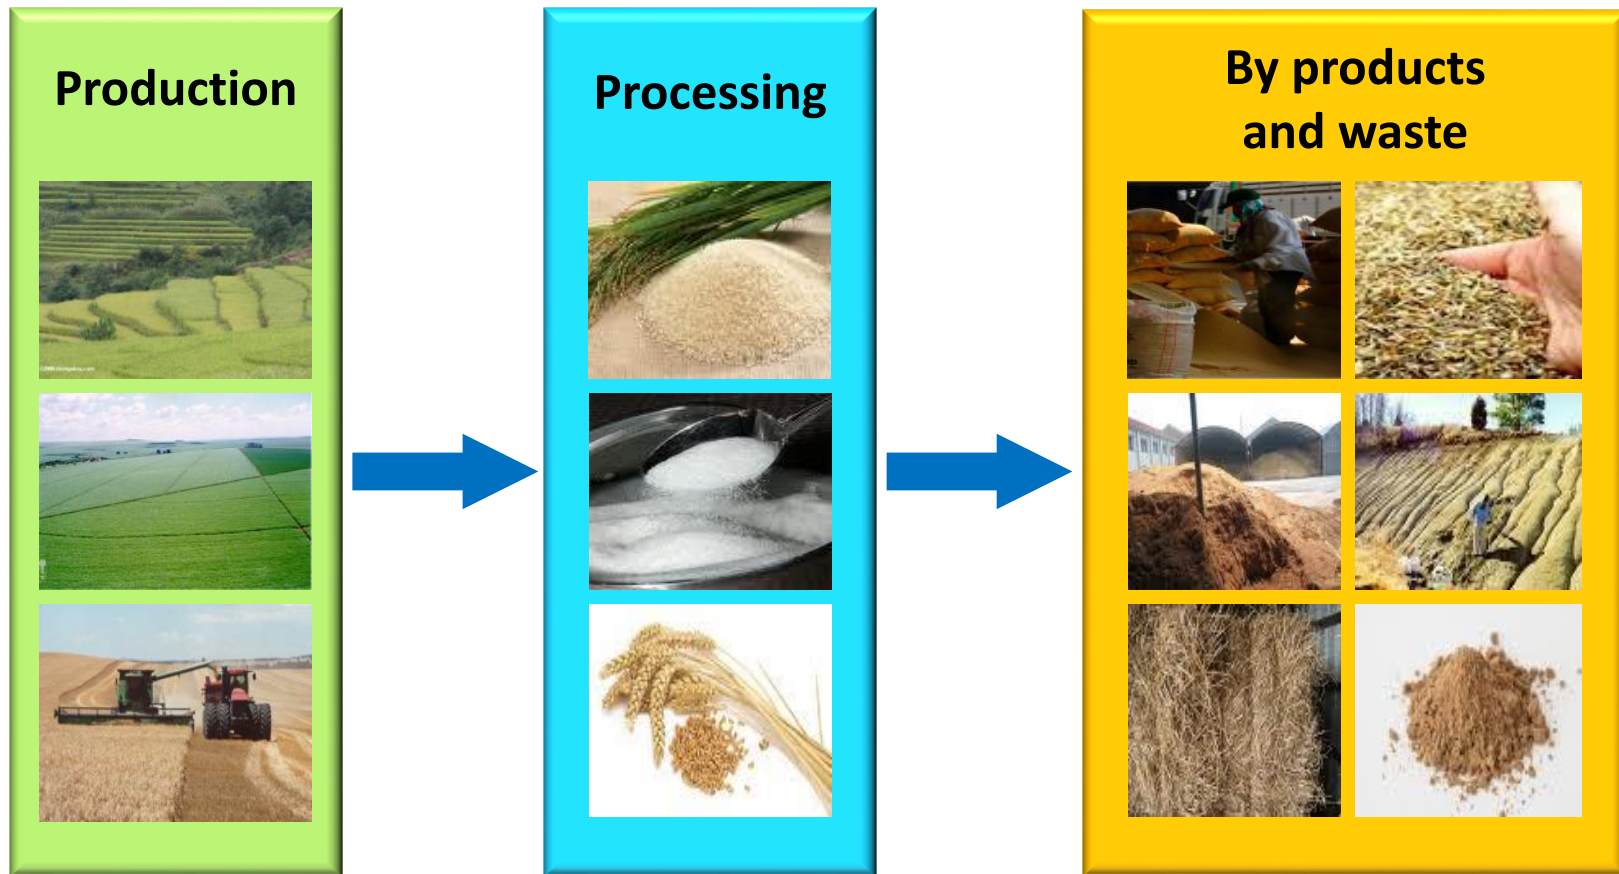 Production
Processing
By products
and waste